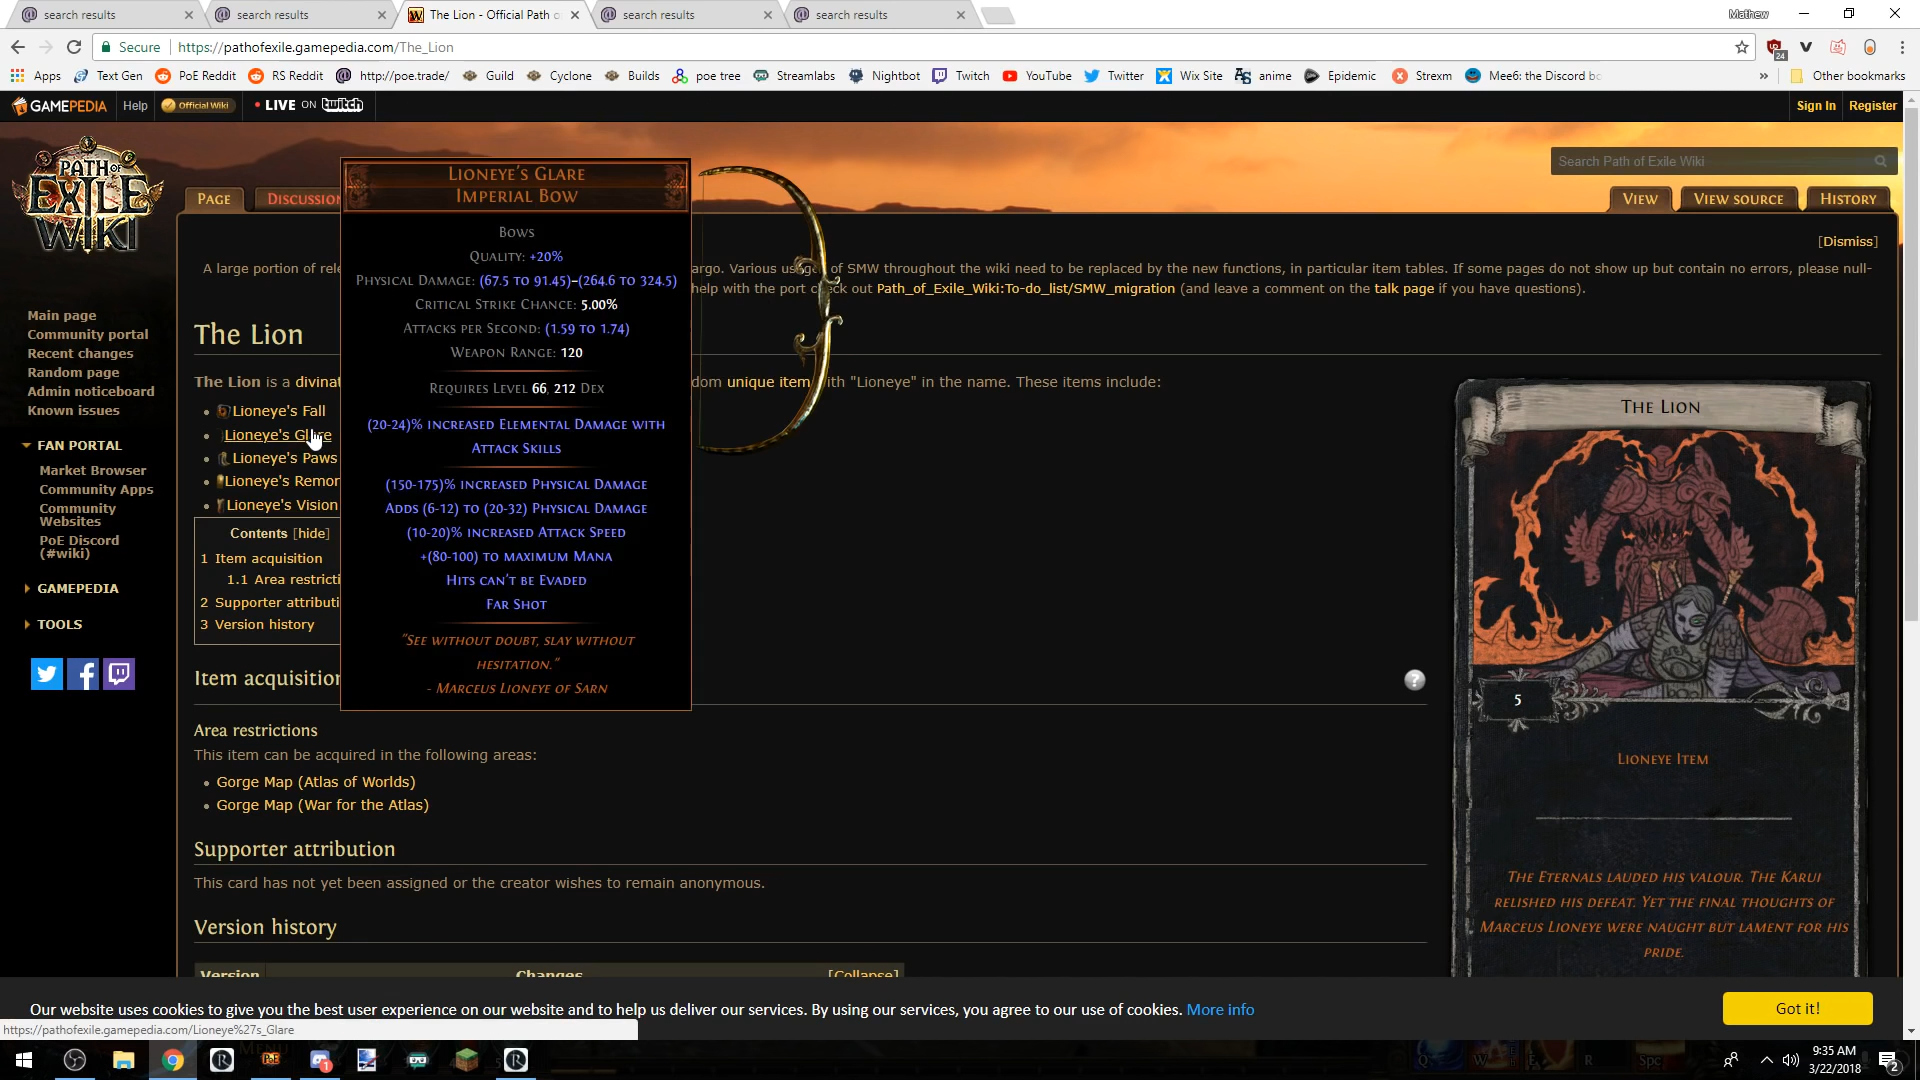 search results
search results
The Lion - Official Path o
search results
search results
Mathew
Secure
https://pathofexile.gamepedia.com/The_Lion
24
Apps
Text Gen
PoE Reddit
RS Reddit
http://poe.trade/
Guild
Cyclone
Builds
poe tree
Streamlabs
Nightbot
Twitch
YouTube
Twitter
Wix Site
anime
Epidemic
Strexm
Mee6: the Discord bo
»
Other bookmarks
GAMEPEDIA
Help
Official Wiki
• LIVE ON twitch
Sign In
Register
PATH OF EXILE WIKI
Search Path of Exile Wiki
PAGE
DISCUSSION
VIEW
VIEW SOURCE
HISTORY
[Dismiss]
A large portion of rele
argo. Various usages of SMW throughout the wiki need to be replaced by the new functions, in particular item tables. If some pages do not show up but contain no errors, please null-
help with the port check out Path_of_Exile_Wiki:To-do_list/SMW_migration (and leave a comment on the talk page if you have questions).
Main page
Community portal
Recent changes
Random page
Admin noticeboard
Known issues
FAN PORTAL
Market Browser
Community Apps
Community
Websites
PoE Discord
(#wiki)
GAMEPEDIA
TOOLS
The Lion
The Lion is a divinat
dom unique item with "Lioneye" in the name. These items include:
Lioneye's Fall
Lioneye's Glare
Lioneye's Paws
Lioneye's Remor
Lioneye's Vision
Contents [hide]
1 Item acquisition
1.1 Area restricti
2 Supporter attributi
3 Version history
LIONEYE'S GLARE
IMPERIAL BOW
BOWS
QUALITY: +20%
PHYSICAL DAMAGE: (67.5 TO 91.45)–(264.6 TO 324.5)
CRITICAL STRIKE CHANCE: 5.00%
ATTACKS PER SECOND: (1.59 TO 1.74)
WEAPON RANGE: 120
REQUIRES LEVEL 66, 212 DEX
(20-24)% INCREASED ELEMENTAL DAMAGE WITH
ATTACK SKILLS
(150-175)% INCREASED PHYSICAL DAMAGE
ADDS (6-12) TO (20-32) PHYSICAL DAMAGE
(10-20)% INCREASED ATTACK SPEED
+(80-100) TO MAXIMUM MANA
HITS CAN'T BE EVADED
FAR SHOT
"SEE WITHOUT DOUBT, SLAY WITHOUT
HESITATION."
- MARCEUS LIONEYE OF SARN
Item acquisition
?
Area restrictions
This item can be acquired in the following areas:
Gorge Map (Atlas of Worlds)
Gorge Map (War for the Atlas)
Supporter attribution
This card has not yet been assigned or the creator wishes to remain anonymous.
Version history
Version
Changes
[Collapse]
THE LION
5
LIONEYE ITEM
THE ETERNALS LAUDED HIS VALOUR. THE KARUI
RELISHED HIS DEFEAT. YET THE FINAL THOUGHTS OF
MARCEUS LIONEYE WERE NAUGHT BUT LAMENT FOR HIS
PRIDE.
Our website uses cookies to give you the best user experience on our website and to help us deliver our services. By using our services, you agree to our use of cookies. More info
Got it!
https://pathofexile.gamepedia.com/Lioneye%27s_Glare
9:35 AM
3/22/2018
2